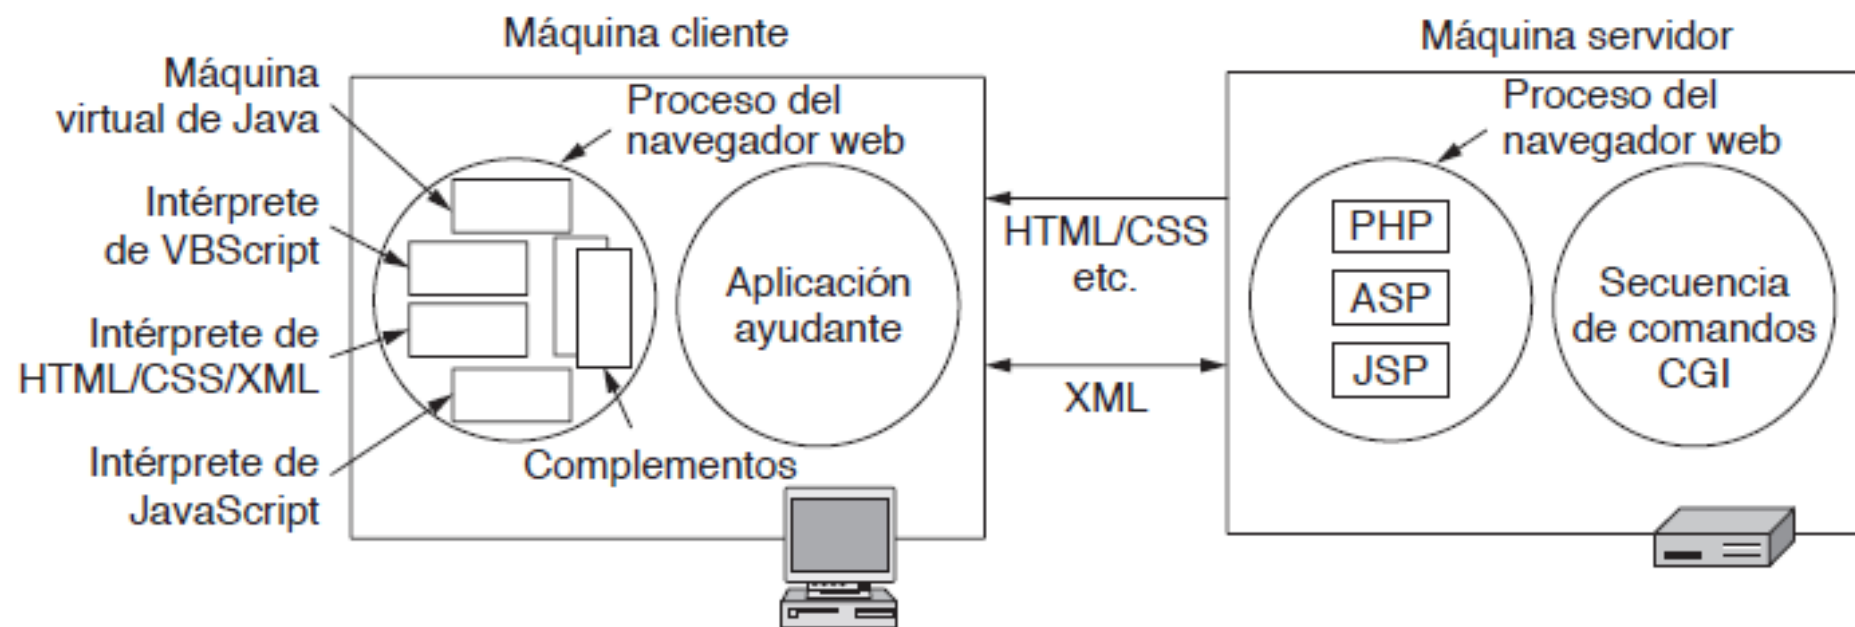 Máquina cliente
Máquina
virtual de Java
Intérprete
de VBScript
Intérprete de
HTML/CSS/XML
Intérprete de
JavaScript
Proceso del
navegador web
Aplicación
ayudante
Complementos
HTML/CSS
etc.
XML
Máquina servidor
Proceso del
navegador web
PHP
ASP
JSP
Secuencia
de comandos
CGI